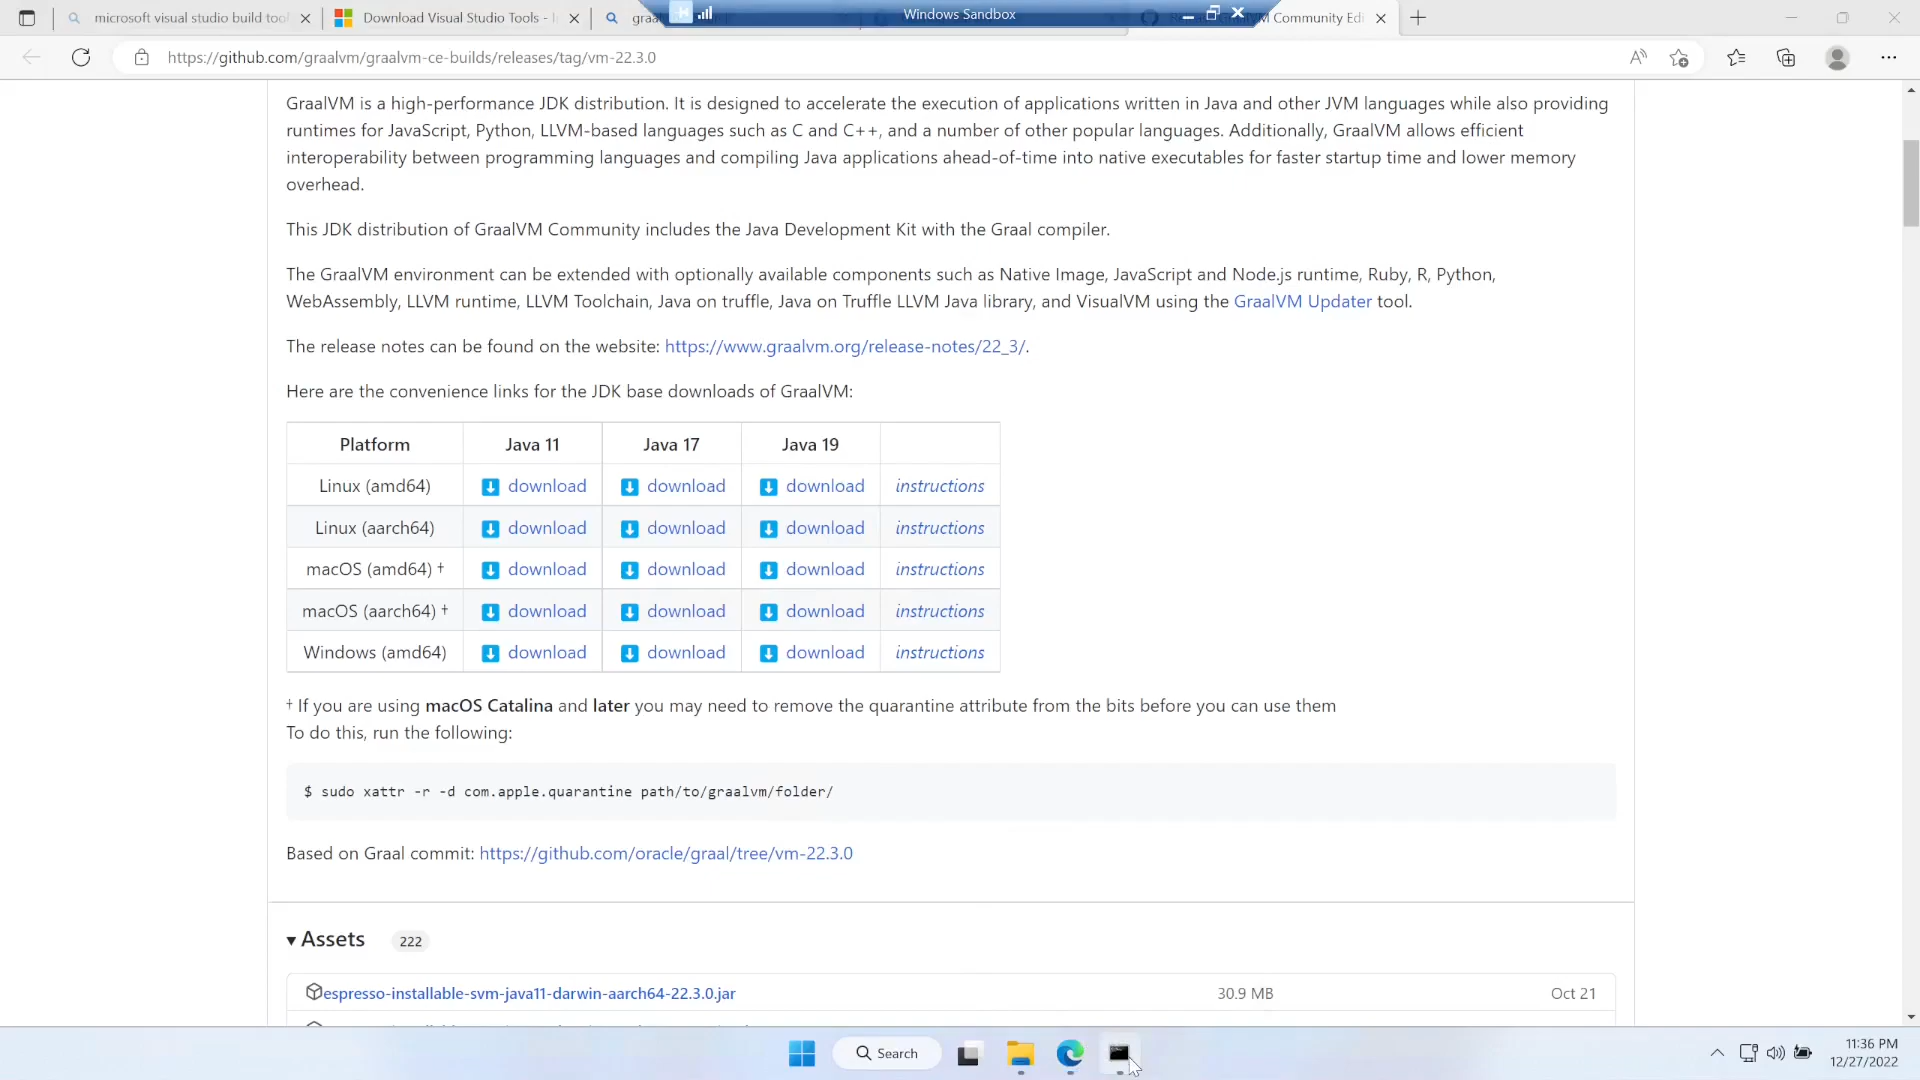 microsoft visual studio build tool
Download Visual Studio Tools - I
graal
Windows Sandbox
M Community Edi
https://github.com/graalvm/graalvm-ce-builds/releases/tag/vm-22.3.0
GraalVM is a high-performance JDK distribution. It is designed to accelerate the execution of applications written in Java and other JVM languages while also providing
runtimes for JavaScript, Python, LLVM-based languages such as C and C++, and a number of other popular languages. Additionally, GraalVM allows efficient
interoperability between programming languages and compiling Java applications ahead-of-time into native executables for faster startup time and lower memory
overhead.
This JDK distribution of GraalVM Community includes the Java Development Kit with the Graal compiler.
The GraalVM environment can be extended with optionally available components such as Native Image, JavaScript and Node.js runtime, Ruby, R, Python,
WebAssembly, LLVM runtime, LLVM Toolchain, Java on truffle, Java on Truffle LLVM Java library, and VisualVM using the GraalVM Updater tool.
The release notes can be found on the website: https://www.graalvm.org/release-notes/22_3/.
Here are the convenience links for the JDK base downloads of GraalVM:
Platform Java 11 Java 17 Java 19
Linux (amd64) download download download instructions
Linux (aarch64) download download download instructions
macOS (amd64) † download download download instructions
macOS (aarch64) † download download download instructions
Windows (amd64) download download download instructions
† If you are using macOS Catalina and later you may need to remove the quarantine attribute from the bits before you can use them
To do this, run the following:
$ sudo xattr -r -d com.apple.quarantine path/to/graalvm/folder/
Based on Graal commit: https://github.com/oracle/graal/tree/vm-22.3.0
Assets 222
espresso-installable-svm-java11-darwin-aarch64-22.3.0.jar 30.9 MB Oct 21
Search
11:36 PM
12/27/2022